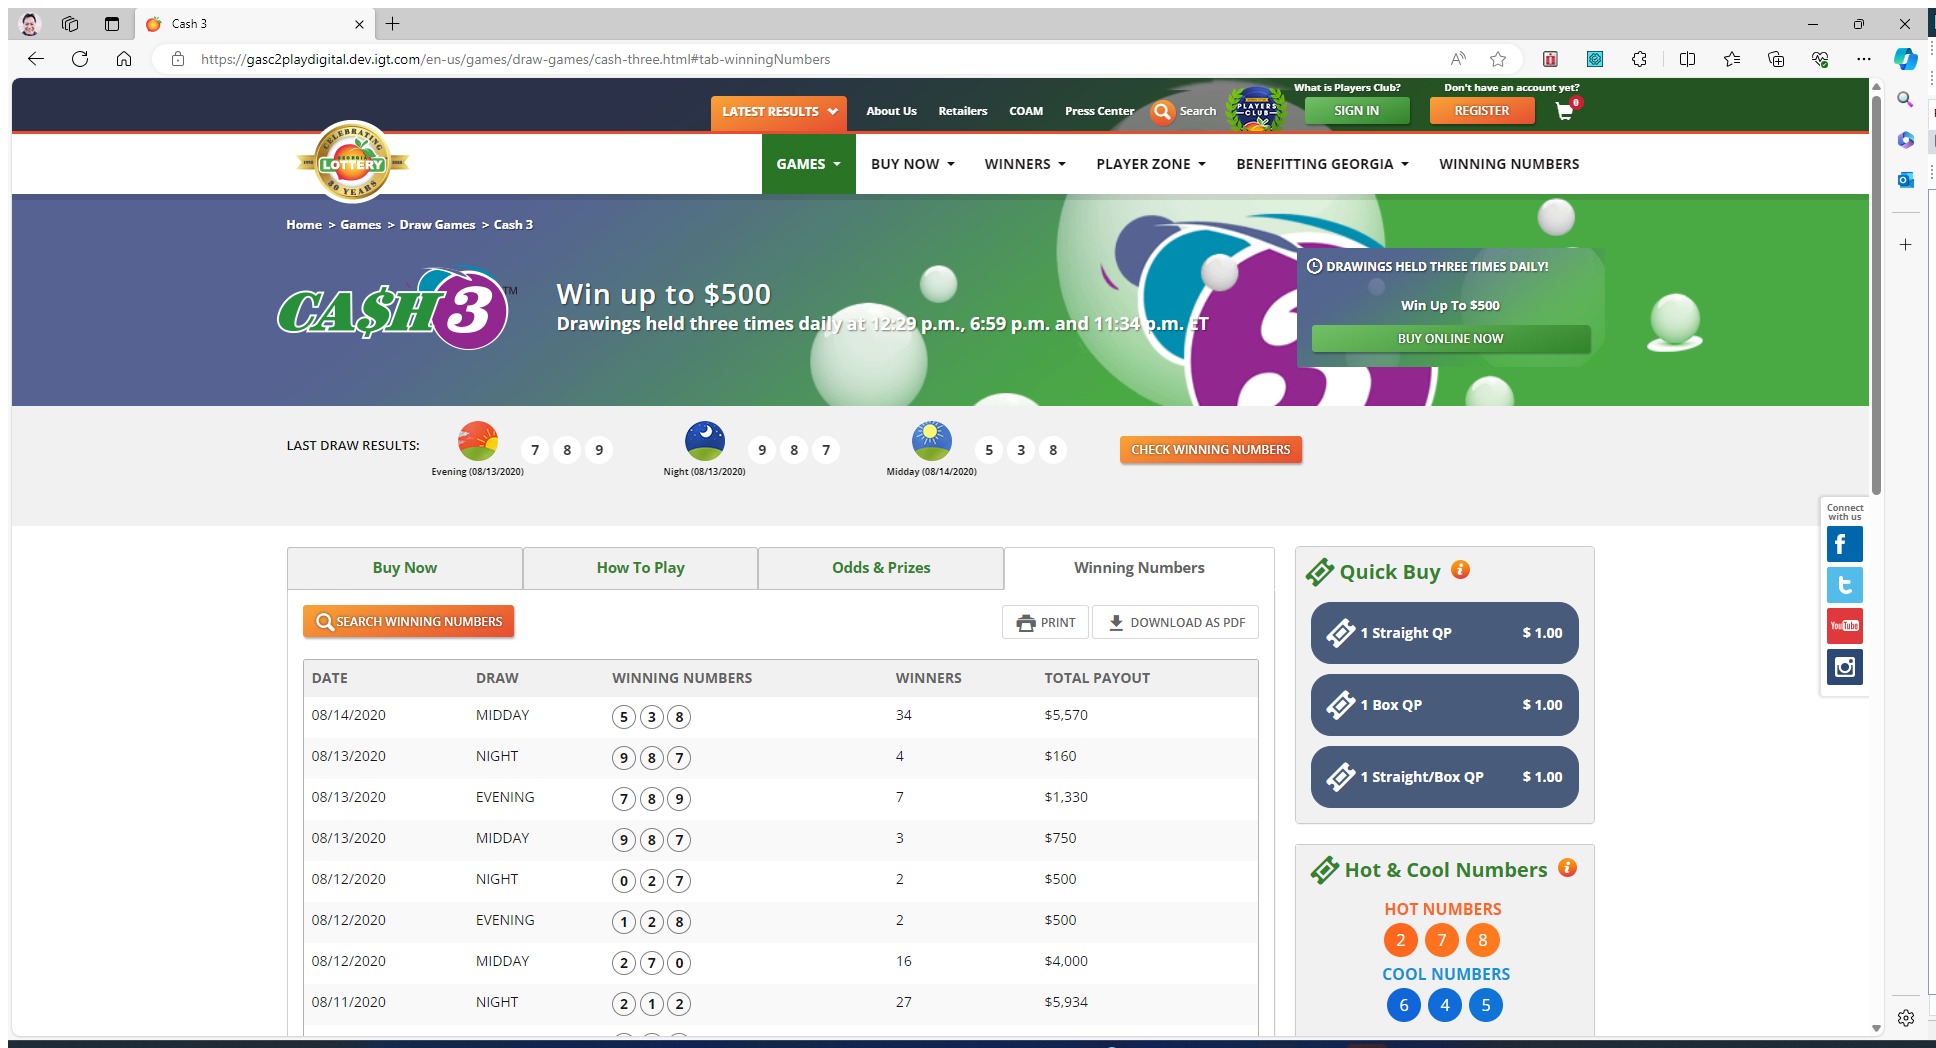 Cash 3
https://gasc2playdigital.dev.igt.com/en-us/games/draw-games/cash-three.html#tab-winningNumbers
What is Players Club? Don't have an account yet?
LATEST RESULTS About Us Retailers COAM Press Center Search PLAYERS CLUB SIGN IN REGISTER 0
CELEBRATING
GEORGIA
LOTTERY
30 YEARS
GAMES BUY NOW WINNERS PLAYER ZONE BENEFITTING GEORGIA WINNING NUMBERS
Home > Games > Draw Games > Cash 3
CA$H 3 TM
Win up to $500
Drawings held three times daily at 12:29 p.m., 6:59 p.m. and 11:34 p.m. ET
DRAWINGS HELD THREE TIMES DAILY!
Win Up To $500
BUY ONLINE NOW
LAST DRAW RESULTS: 7 8 9 9 8 7 5 3 8 CHECK WINNING NUMBERS
Evening (08/13/2020) Night (08/13/2020) Midday (08/14/2020)
Connect
with us
You Tube
Buy Now How To Play Odds & Prizes Winning Numbers
SEARCH WINNING NUMBERS PRINT DOWNLOAD AS PDF
DATE DRAW WINNING NUMBERS WINNERS TOTAL PAYOUT
08/14/2020 MIDDAY 5 3 8 34 $5,570
08/13/2020 NIGHT 9 8 7 4 $160
08/13/2020 EVENING 7 8 9 7 $1,330
08/13/2020 MIDDAY 9 8 7 3 $750
08/12/2020 NIGHT 0 2 7 2 $500
08/12/2020 EVENING 1 2 8 2 $500
08/12/2020 MIDDAY 2 7 0 16 $4,000
08/11/2020 NIGHT 2 1 2 27 $5,934
Quick Buy
1 Straight QP $ 1.00
1 Box QP $ 1.00
1 Straight/Box QP $ 1.00
Hot & Cool Numbers
HOT NUMBERS
2 7 8
COOL NUMBERS
6 4 5